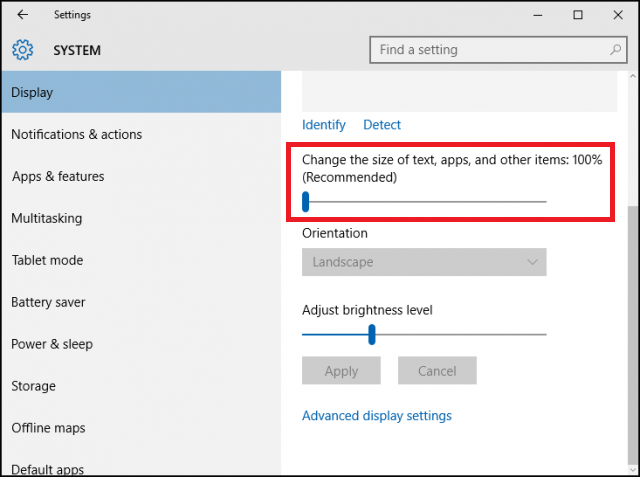 Settings
SYSTEM
Find a setting
Display
Notifications & actions
Apps & features
Multitasking
Tablet mode
Battery saver
Power & sleep
Storage
Offline maps
Default apps
Identify Detect
Change the size of text, apps, and other items: 100%
(Recommended)
Orientation
Landscape
Adjust brightness level
Apply Cancel
Advanced display settings